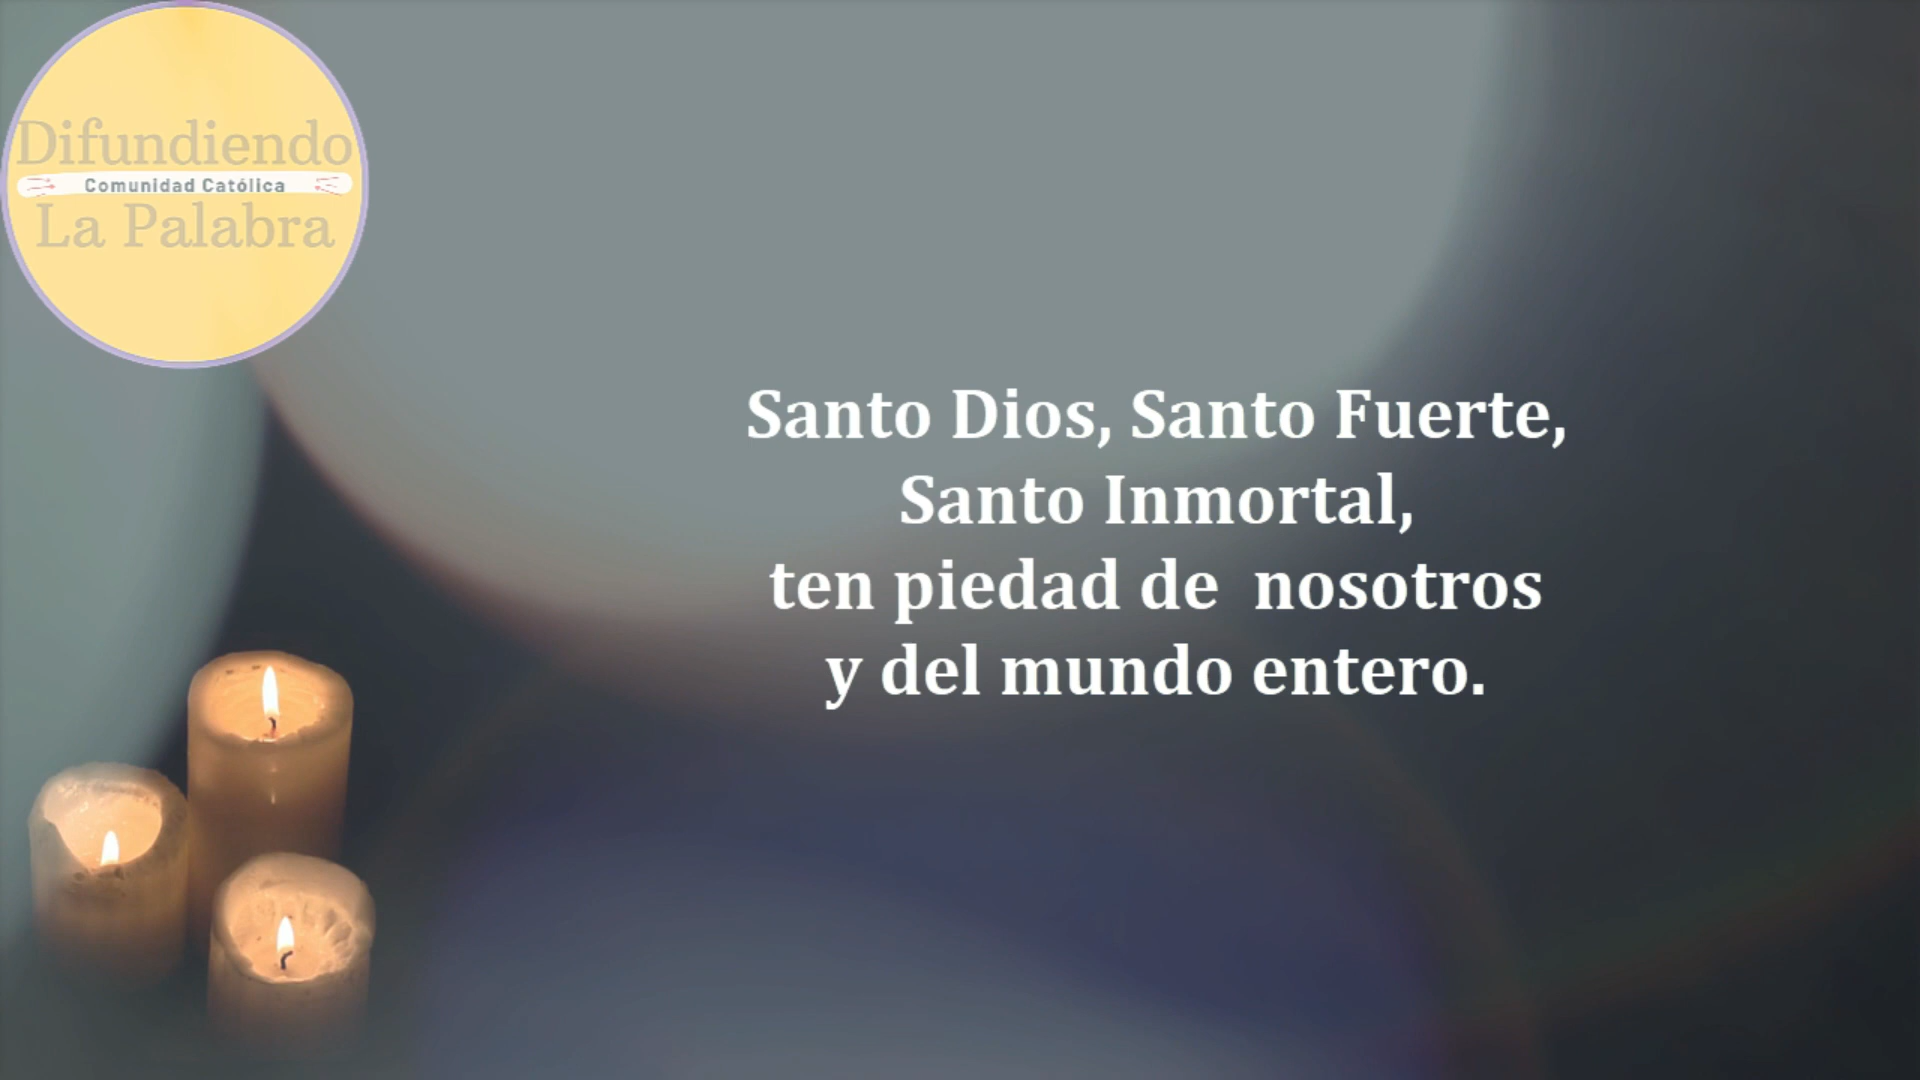 Difundiendo
Comunidad Católica
La Palabra
Santo Dios, Santo Fuerte,
Santo Inmortal,
ten piedad de  nosotros
y del mundo entero.